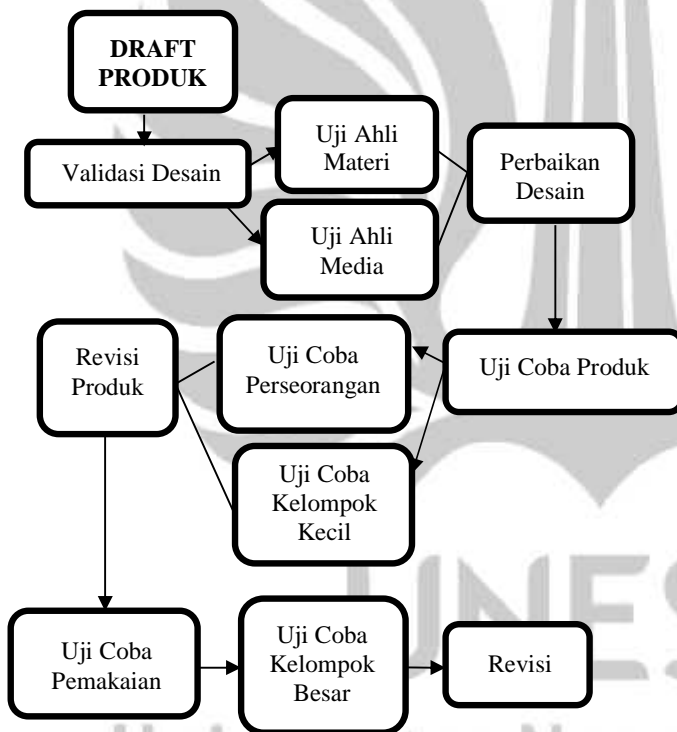 DRAFT
PRODUK
Validasi Desain
Uji Ahli
Materi
Uji Ahli
Media
Perbaikan
Desain
Uji Coba Produk
Uji Coba
Perseorangan
Uji Coba
Kelompok
Kecil
Revisi
Produk
Uji Coba
Pemakaian
Uji Coba
Kelompok
Besar
Revisi
UNES